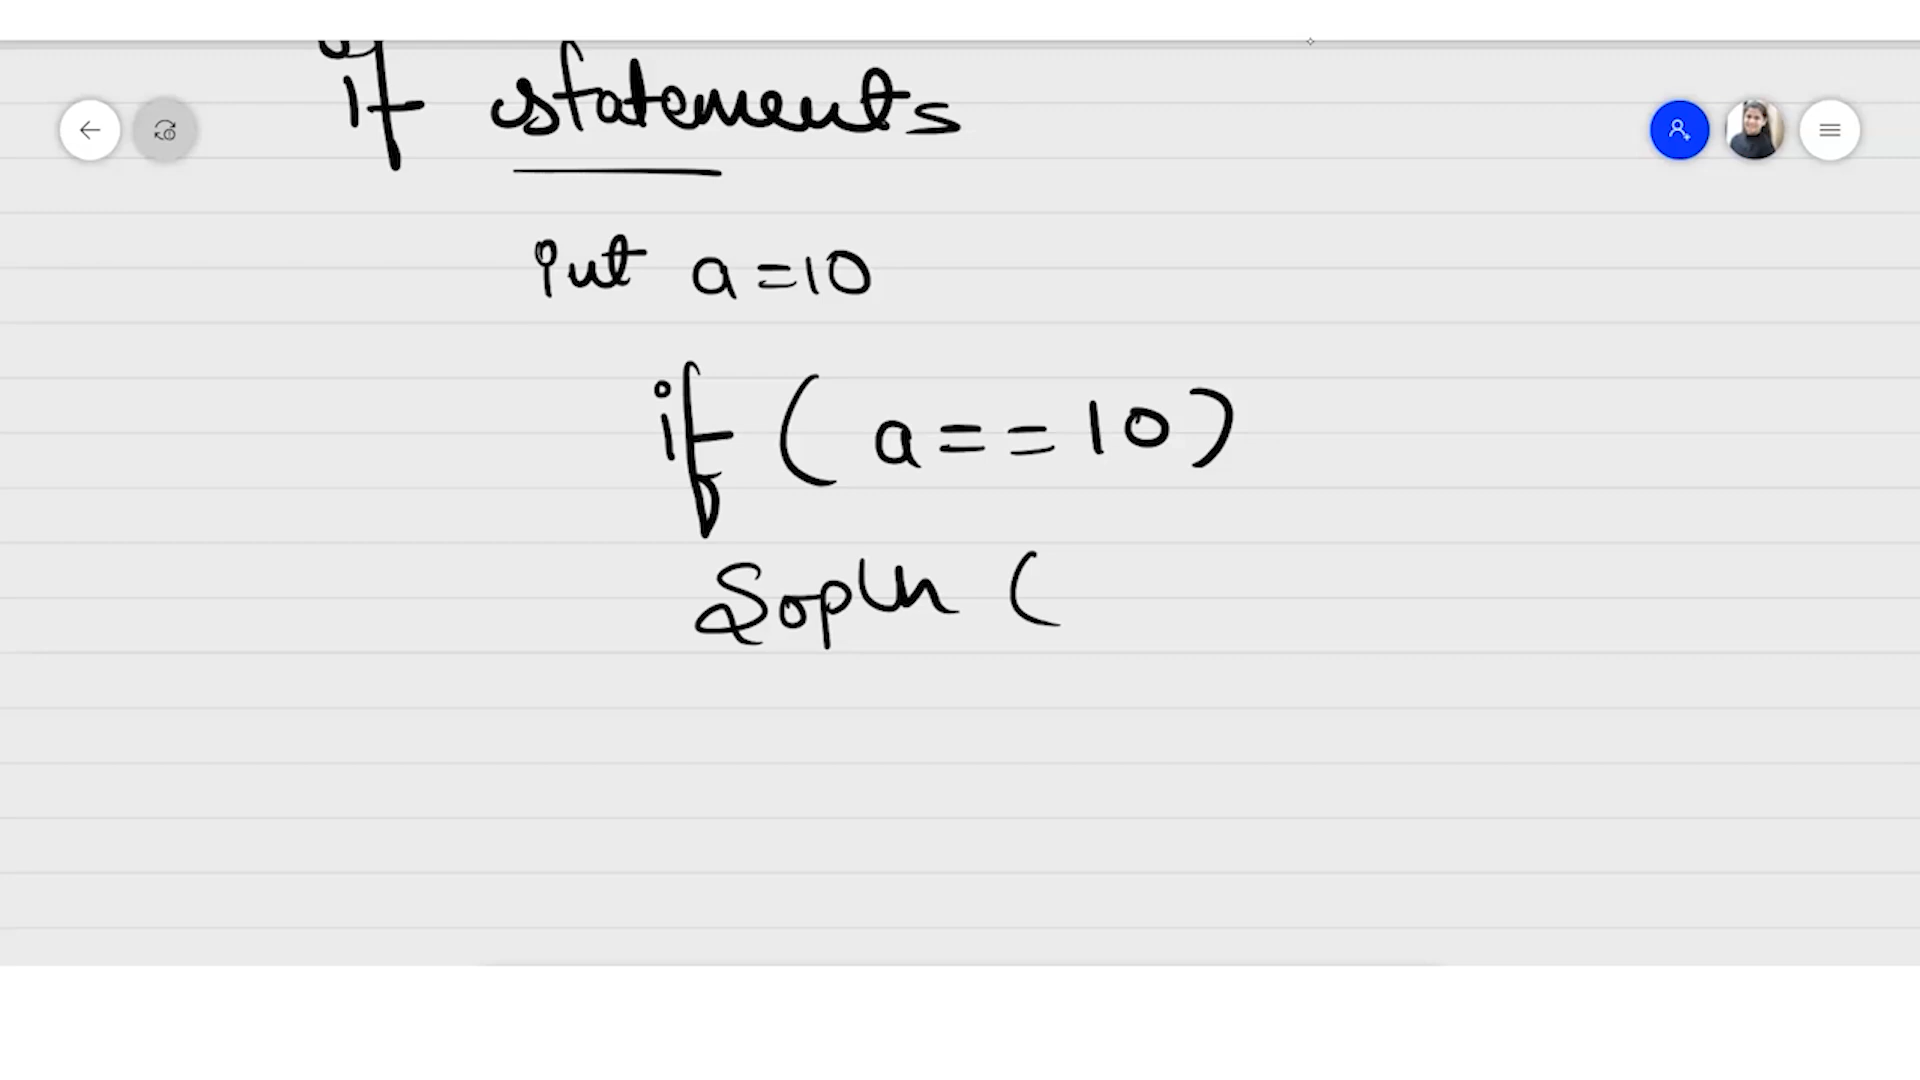 if statements
int a=10
if ( a==10)
Sopln (